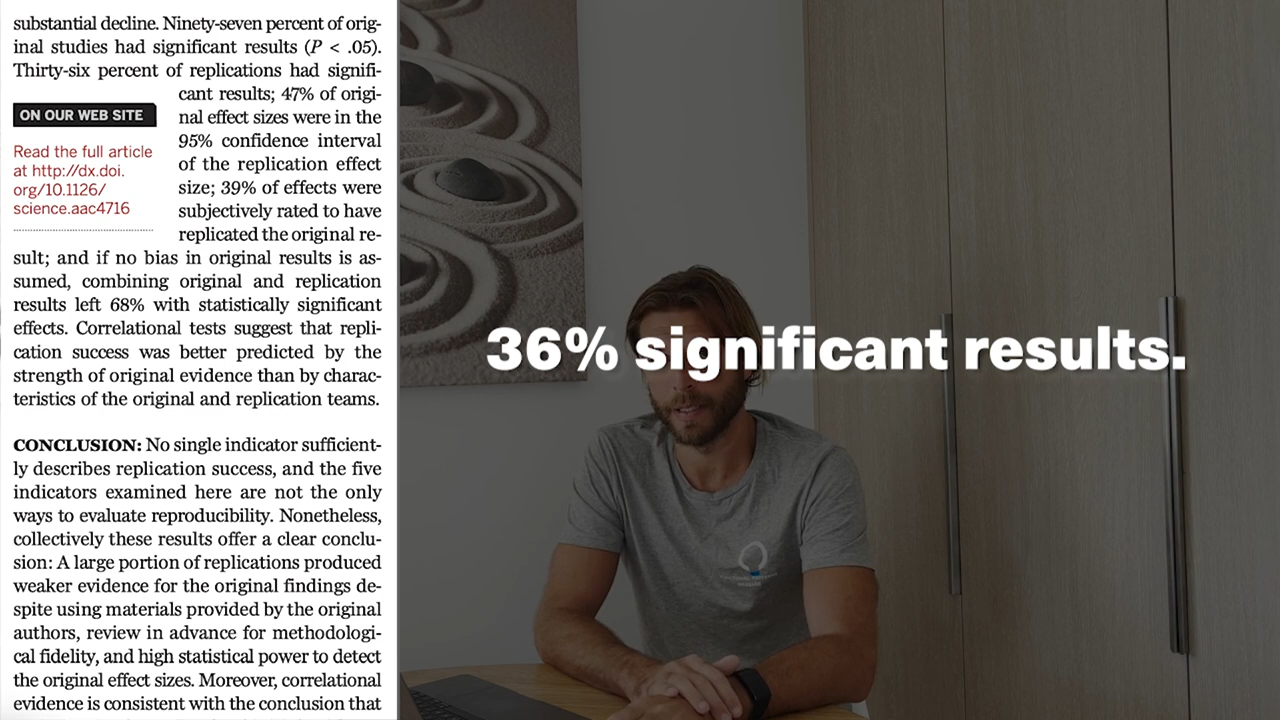 substantial decline. Ninety-seven percent of orig-
inal studies had significant results (P < .05).
Thirty-six percent of replications had signifi-
cant results; 47% of origi-
nal effect sizes were in the
95% confidence interval
of the replication effect
size; 39% of effects were
subjectively rated to have
replicated the original re-
ON OUR WEB SITE
Read the full article
at http://dx.doi.
org/10.1126/
science.aac4716
sult; and if no bias in original results is as-
sumed, combining original and replication
results left 68% with statistically significant
effects. Correlational tests suggest that repli-
cation success was better predicted by the
strength of original evidence than by charac-
teristics of the original and replication teams.
CONCLUSION: No single indicator sufficient-
ly describes replication success, and the five
indicators examined here are not the only
ways to evaluate reproducibility. Nonetheless,
collectively these results offer a clear conclu-
sion: A large portion of replications produced
weaker evidence for the original findings de-
spite using materials provided by the original
authors, review in advance for methodologi-
cal fidelity, and high statistical power to detect
the original effect sizes. Moreover, correlational
evidence is consistent with the conclusion that
36% significant results.